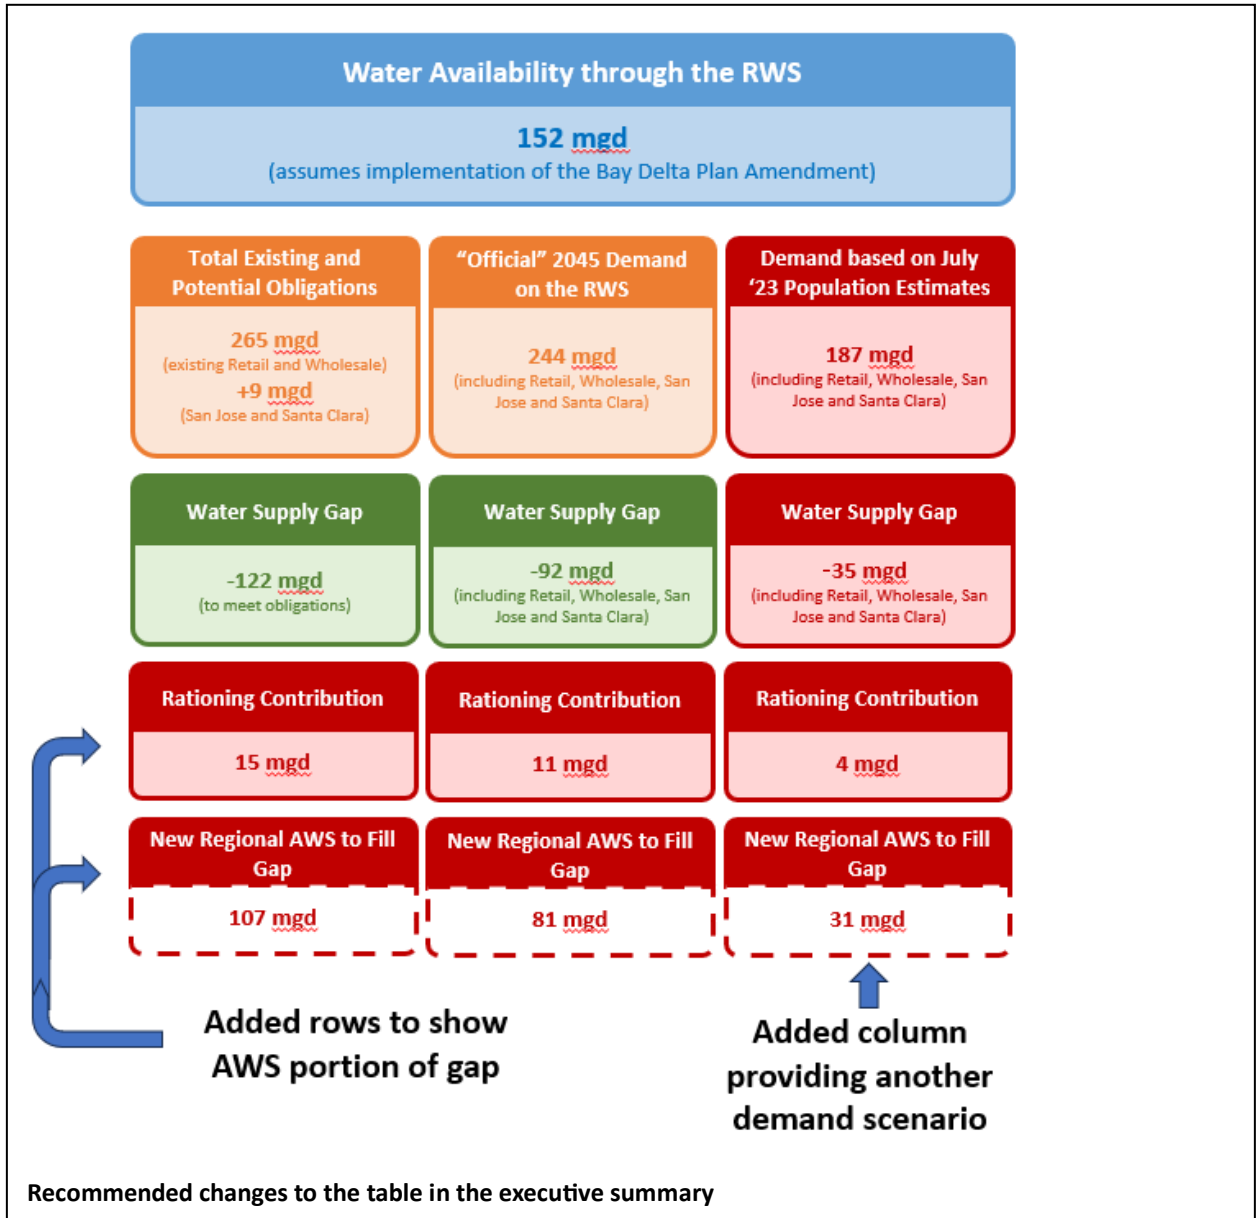 Water Availability through the RWS
152 mgd
(assumes implementation of the Bay Delta Plan Amendment)
Total Existing and
Potential Obligations
265 mgd
(existing Retail and Wholesale)
+9 mgd
(San Jose and Santa Clara)
“Official” 2045 Demand
on the RWS
244 mgd
(including Retail, Wholesale, San
Jose and Santa Clara)
Demand based on July
‘23 Population Estimates
187 mgd
(including Retail, Wholesale, San
Jose and Santa Clara)
Water Supply Gap
-122 mgd
(to meet obligations)
Water Supply Gap
-92 mgd
(including Retail, Wholesale, San
Jose and Santa Clara)
Water Supply Gap
-35 mgd
(including Retail, Wholesale, San
Jose and Santa Clara)
Rationing Contribution
15 mgd
Rationing Contribution
11 mgd
Rationing Contribution
4 mgd
New Regional AWS to Fill
Gap
107 mgd
New Regional AWS to Fill
Gap
81 mgd
New Regional AWS to Fill
Gap
31 mgd
Added rows to show
AWS portion of gap
Added column
providing another
demand scenario
Recommended changes to the table in the executive summary